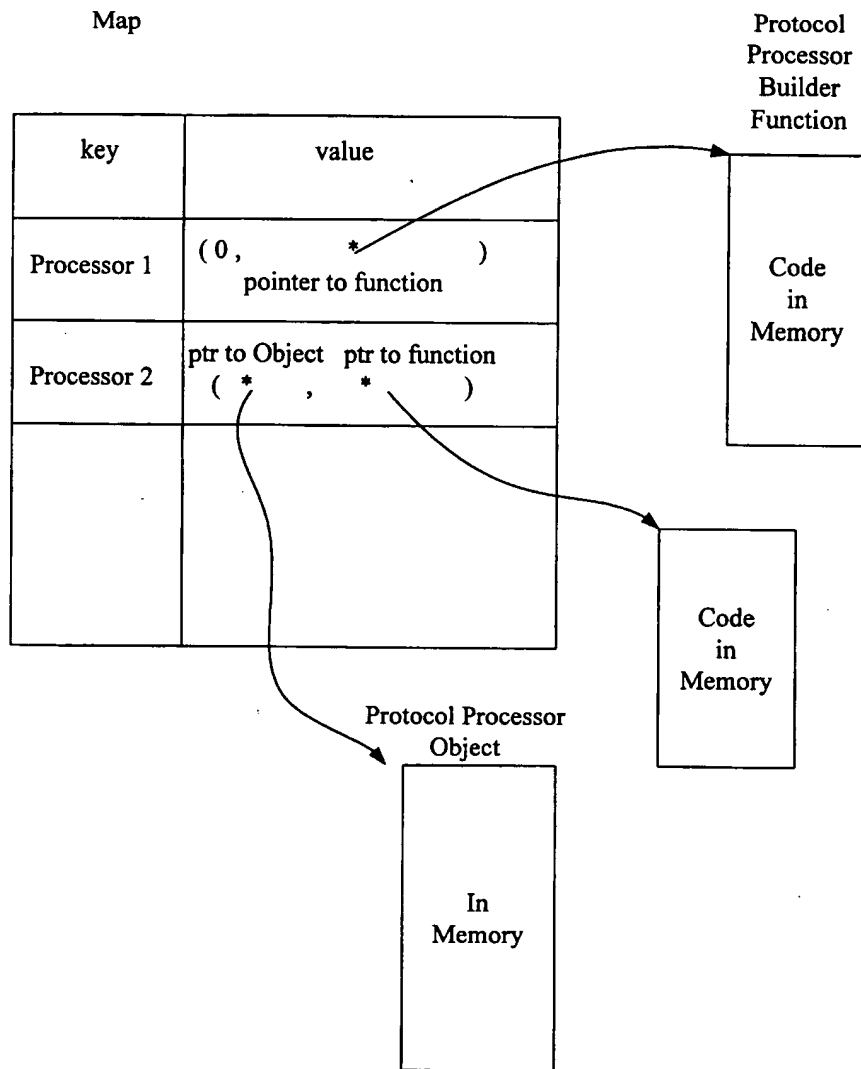 Map
Protocol
Processor
Builder
Function
key
value
Processor 1
( 0 , * )
pointer to function
Code
in
Memory
Processor 2
ptr to Object ptr to function
( * , * )
Code
in
Memory
Protocol Processor
Object
In
Memory